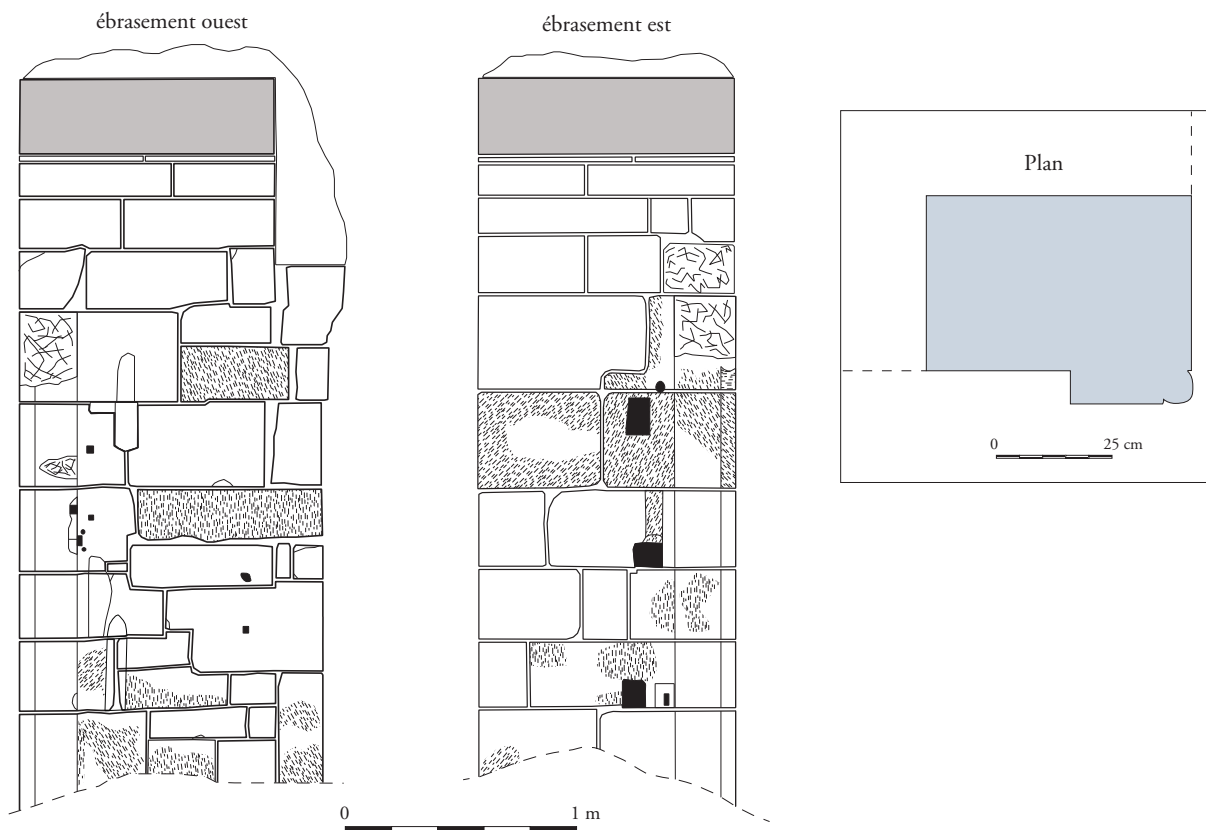 ébrasement ouest
ébrasement est
Plan
0 25 cm
0 1 m